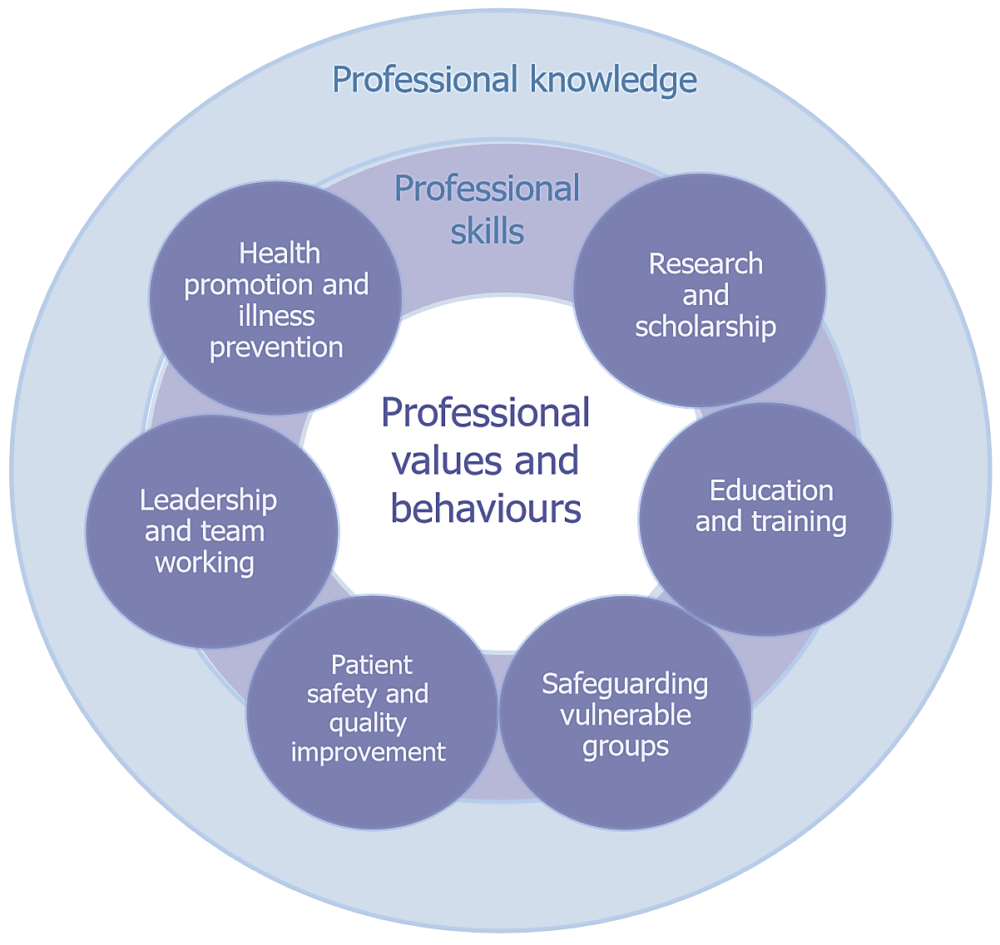 Professional knowledge
Professional
skills
Health
promotion and
illness
prevention
Research
and
scholarship
Professional
values and
behaviours
Leadership
and team
working
Education
and training
Patient
safety and
quality
improvement
Safeguarding
vulnerable
groups